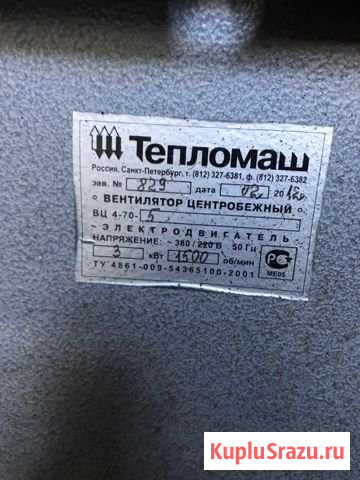 Тепломаш
Россия, Санкт-Петербург, т. (812) 327-6381, ф. (812) 327-6382
зав. № 829 дата 02 2012г
ВЕНТИЛЯТОР ЦЕНТРОБЕЖНЫЙ
ВЦ 4-70- 5
ЭЛЕКТРОДВИГАТЕЛЬ
НАПРЯЖЕНИЕ: ~ 380 / 220 В 50 Гц
3 кВт 1500 об/мин
ТУ 4861-009-54365100-2001
РС
МЕ05
KupluSrazu.ru